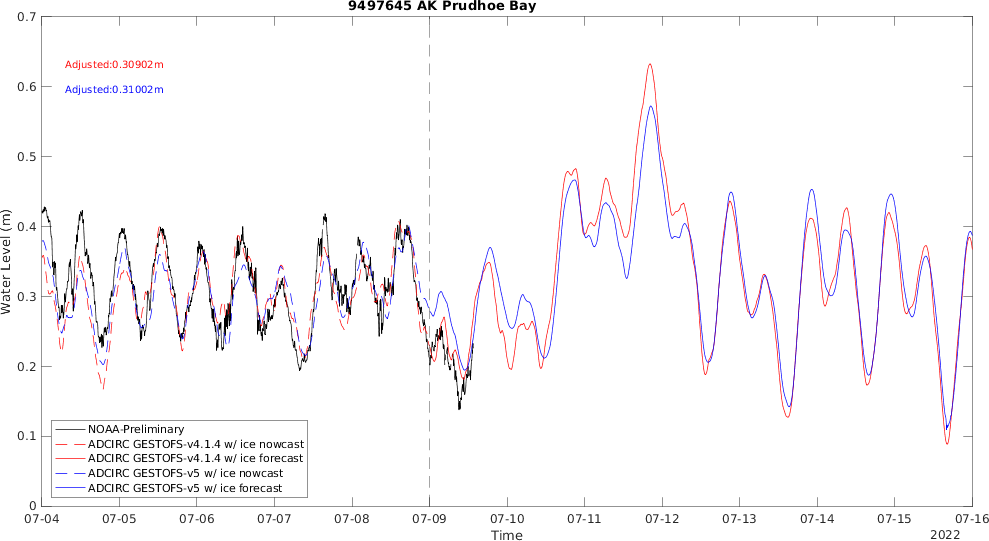 9497645 AK Prudhoe Bay
0.7
0.6
0.5
0.4
0.3
0.2
0.1
0
Water Level (m)
Adjusted:0.30902m
Adjusted:0.31002m
NOAA-Preliminary
ADCIRC GESTOFS-v4.1.4 w/ ice nowcast
ADCIRC GESTOFS-v4.1.4 w/ ice forecast
ADCIRC GESTOFS-v5 w/ ice nowcast
ADCIRC GESTOFS-v5 w/ ice forecast
07-04 07-05 07-06 07-07 07-08 07-09 07-10 07-11 07-12 07-13 07-14 07-15 07-16
Time
2022